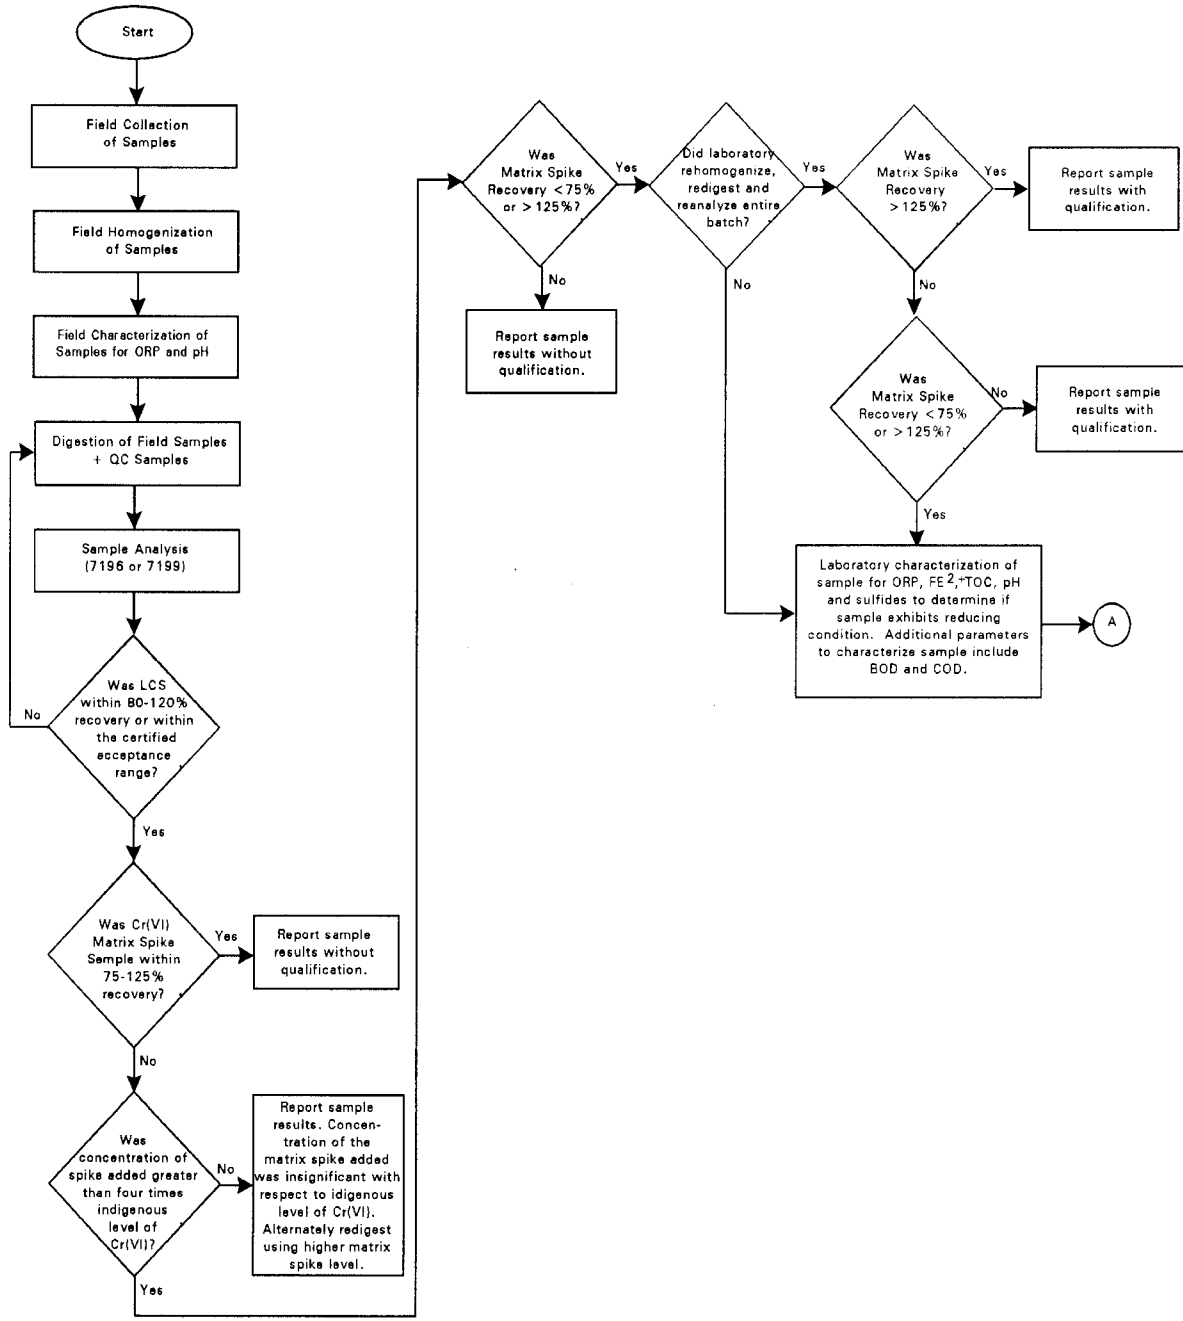 Start
Field Collection
of Samples
Field Homogenization
of Samples
Field Characterization of
Samples for ORP and pH
Digestion of Field Samples
+ QC Samples
Sample Analysis
(7196 or 7199)
Was LCS
within 80-120%
recovery or within
the certified
acceptance
range?
No
Yes
Was Cr(VI)
Matrix Spike
Sample within
75-125%
recovery?
Yes
Report sample
results without
qualification.
No
Was
concentration of
spike added greater
than four times
indigenous
level of
Cr(VI)?
No
Report sample
results. Concen-
tration of the
matrix spike added
was insignificant with
respect to idigenous
level of Cr(VI).
Alternately redigest
using higher matrix
spike level.
Yes
Was
Matrix Spike
Recovery <75%
or >125%?
Yes
No
Report sample
results without
qualification.
Did laboratory
rehomogenize,
redigest and
reanalyze entire
batch?
Yes
No
Was
Matrix Spike
Recovery
>125%?
Yes
Report sample
results with
qualification.
No
Was
Matrix Spike
Recovery <75%
or >125%?
No
Report sample
results with
qualification.
Yes
Laboratory characterization of
sample for ORP, FE2,+TOC, pH
and sulfides to determine if
sample exhibits reducing
condition. Additional parameters
to characterize sample include
BOD and COD.
A